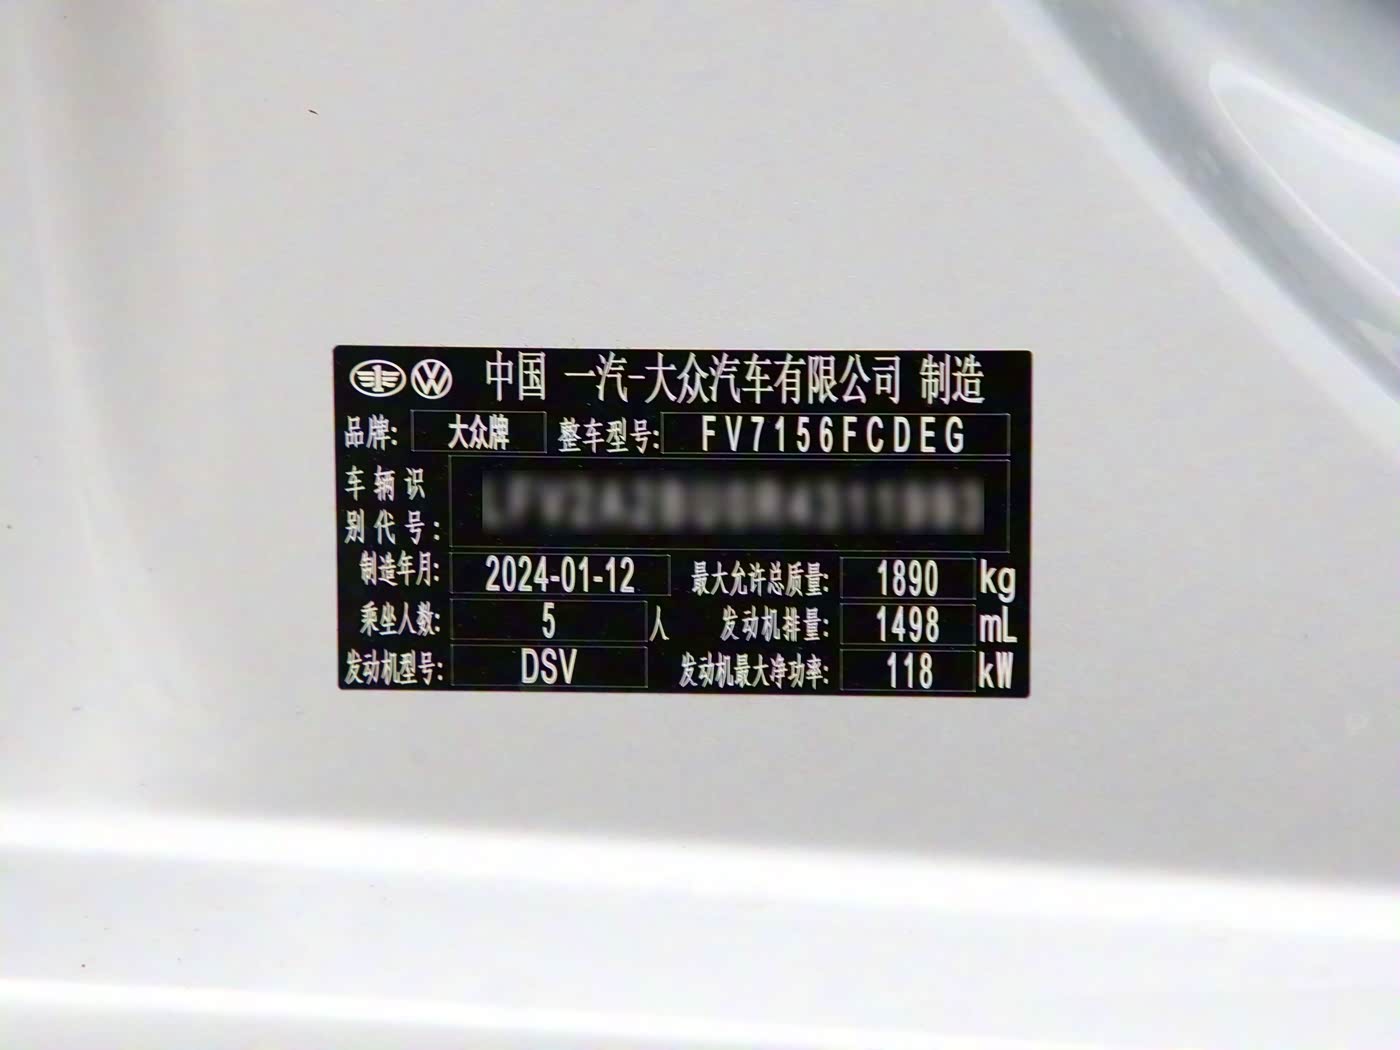 中国 一汽-大众汽车有限公司 制造
品牌: 大众牌 整车型号: FV7156FCDEG
车辆识
别代号:
制造年月: 2024-01-12 最大允许总质量: 1890 kg
乘坐人数: 5 人 发动机排量: 1498 mL
发动机型号: DSV 发动机最大净功率: 118 kW